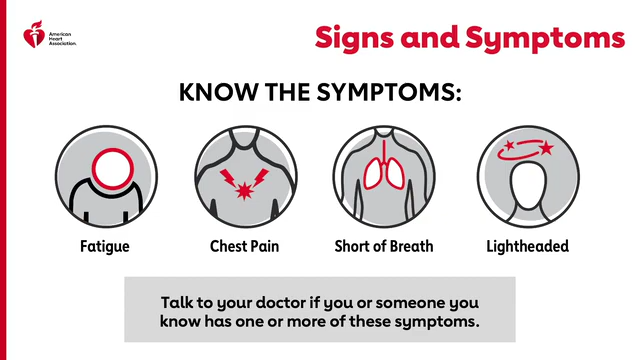 American
Heart
Association.
Signs and Symptoms
KNOW THE SYMPTOMS:
Fatigue
Chest Pain
Short of Breath
Lightheaded
Talk to your doctor if you or someone you
know has one or more of these symptoms.